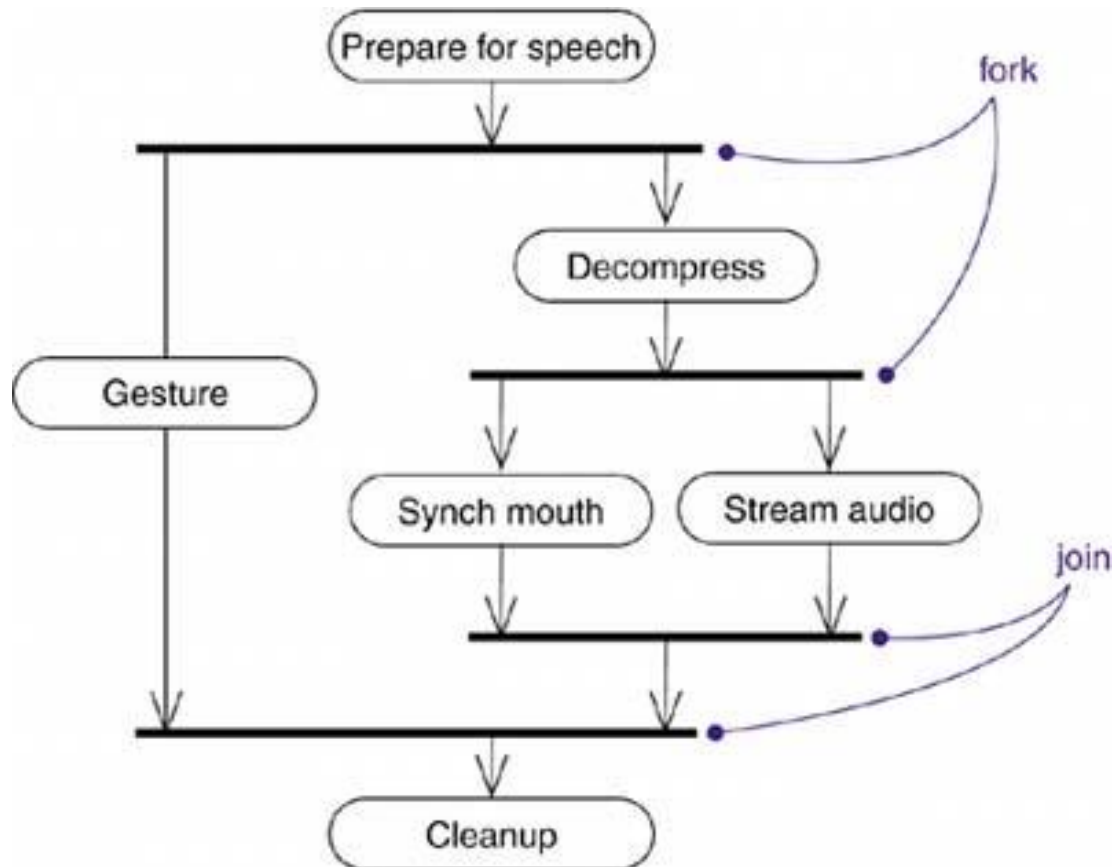 Prepare for speech
fork
Decompress
Gesture
Synch mouth
Stream audio
join
Cleanup